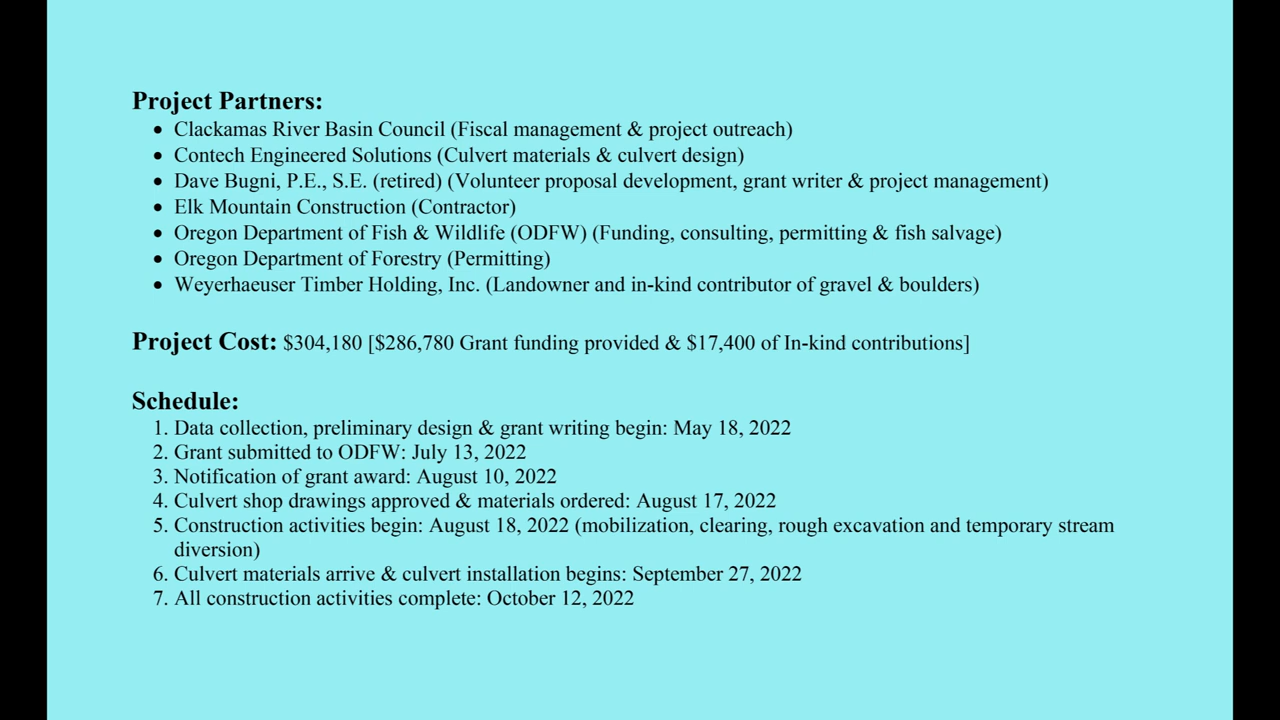 Project Partners:
• Clackamas River Basin Council (Fiscal management & project outreach)
• Contech Engineered Solutions (Culvert materials & culvert design)
• Dave Bugni, P.E., S.E. (retired) (Volunteer proposal development, grant writer & project management)
• Elk Mountain Construction (Contractor)
• Oregon Department of Fish & Wildlife (ODFW) (Funding, consulting, permitting & fish salvage)
• Oregon Department of Forestry (Permitting)
• Weyerhaeuser Timber Holding, Inc. (Landowner and in-kind contributor of gravel & boulders)
Project Cost: $304,180 [$286,780 Grant funding provided & $17,400 of In-kind contributions]
Schedule:
1. Data collection, preliminary design & grant writing begin: May 18, 2022
2. Grant submitted to ODFW: July 13, 2022
3. Notification of grant award: August 10, 2022
4. Culvert shop drawings approved & materials ordered: August 17, 2022
5. Construction activities begin: August 18, 2022 (mobilization, clearing, rough excavation and temporary stream
diversion)
6. Culvert materials arrive & culvert installation begins: September 27, 2022
7. All construction activities complete: October 12, 2022